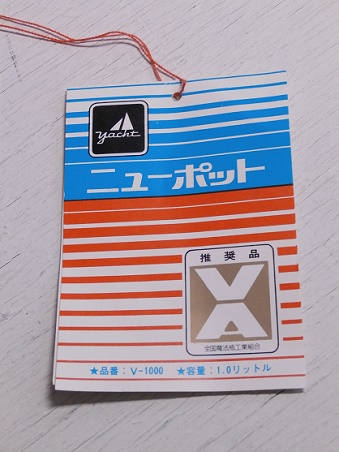 yacht
ニューポット
推奨品
VA
全国魔法瓶工業組合
★品番：V-1000 ★容量：1.0リットル